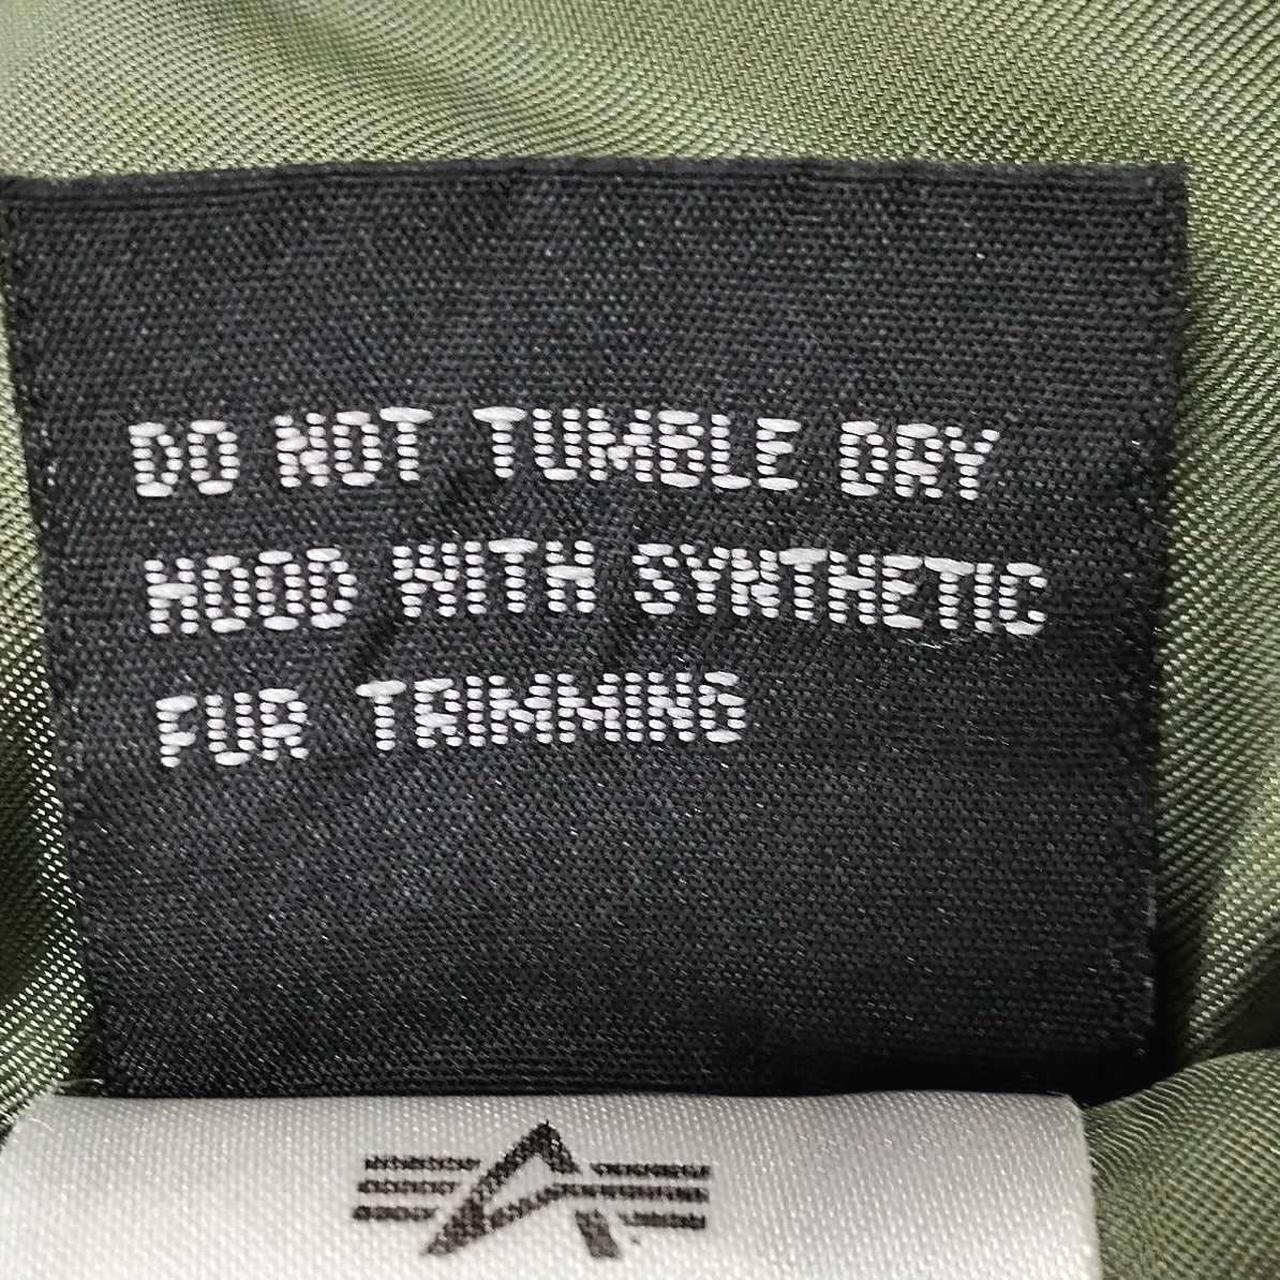 DO NOT TUMBLE DRY
HOOD WITH SYNTHETIC
FUR TRIMMING